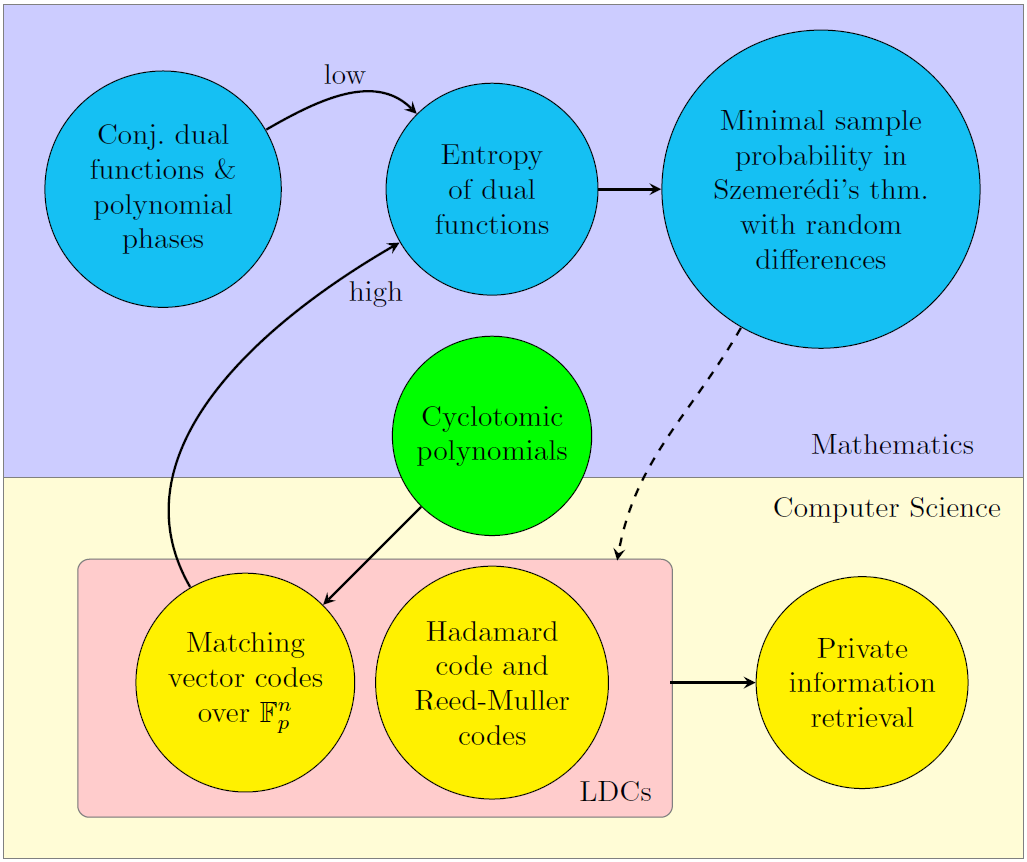 low
Conj. dual
functions &
polynomial
phases
Entropy
of dual
functions
Minimal sample
probability in
Szemerédi's thm.
with random
differences
high
Cyclotomic
polynomials
Mathematics
Computer Science
Matching
vector codes
over 𝔽ₚⁿ
Hadamard
code and
Reed-Muller
codes
LDCs
Private
information
retrieval